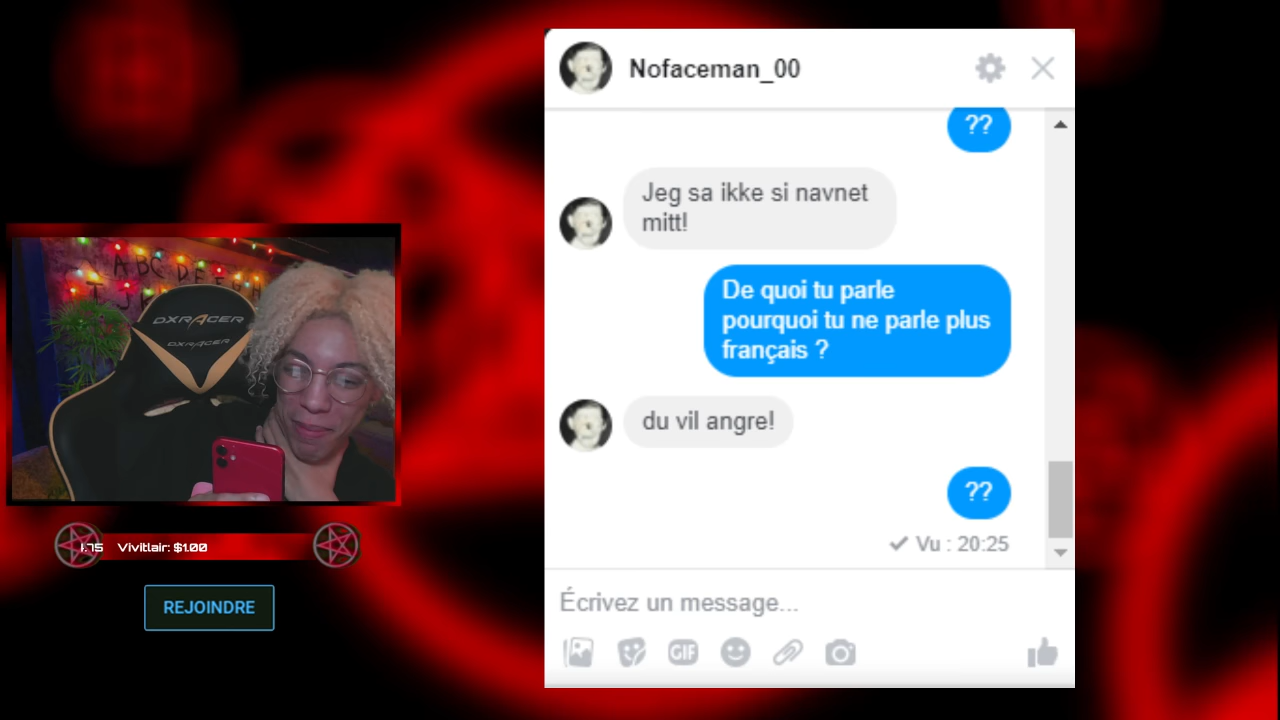 Nofaceman_00
??
Jeg sa ikke si navnet
mitt!
De quoi tu parle
pourquoi tu ne parle plus
français ?
du vil angre!
??
Vu : 20:25
Écrivez un message...
GIF
A B C D E F G H
DXRACER
DXRACER
1.75 Vivitlair: $1.00
REJOINDRE